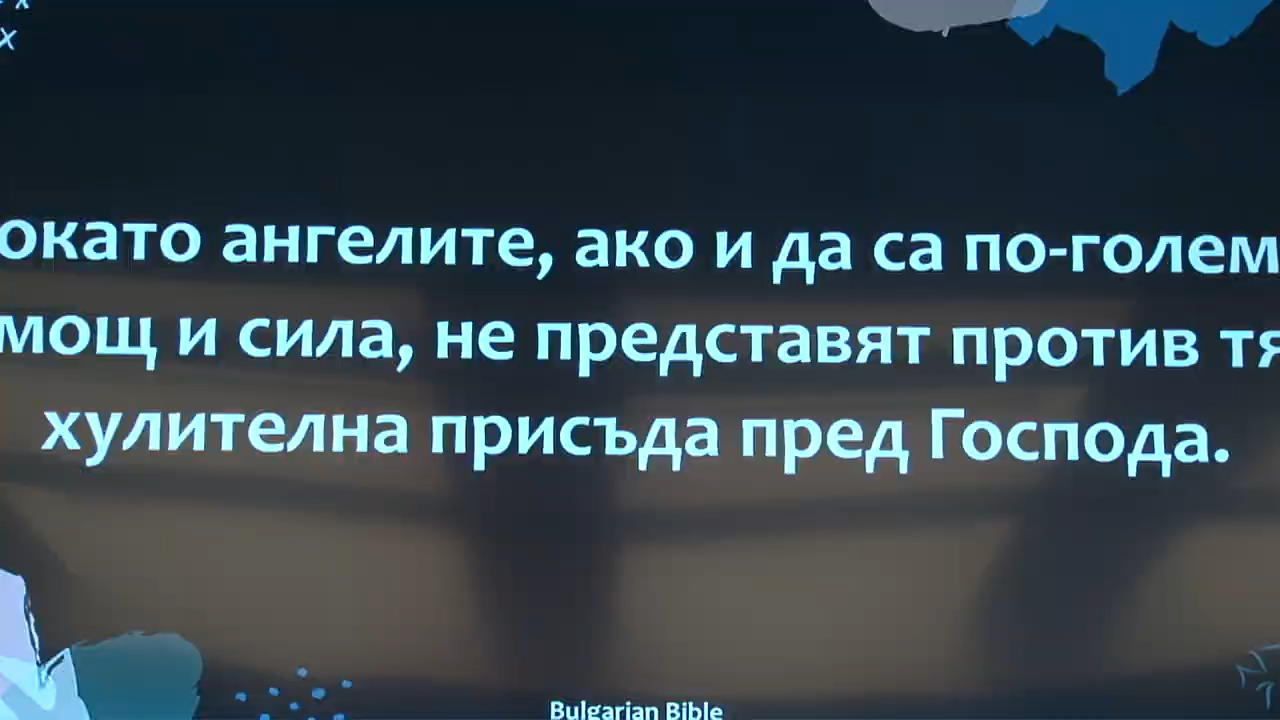 окато ангелите, ако и да са по-голем
мощ и сила, не представят против тя
хулителна присъда пред Господа.
Bulgarian Bible